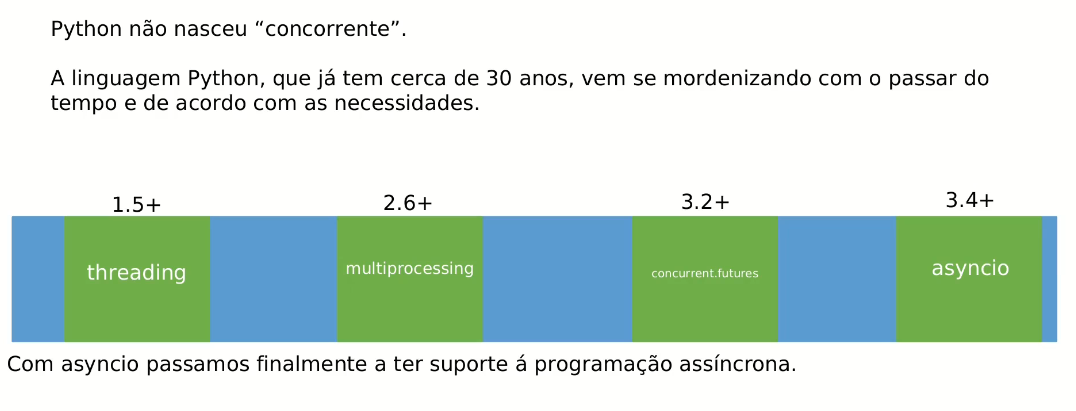 Python não nasceu “concorrente”.
A linguagem Python, que já tem cerca de 30 anos, vem se mordenizando com o passar do
tempo e de acordo com as necessidades.
1.5+
2.6+
3.2+
3.4+
threading
multiprocessing
concurrent.futures
asyncio
Com asyncio passamos finalmente a ter suporte á programação assíncrona.